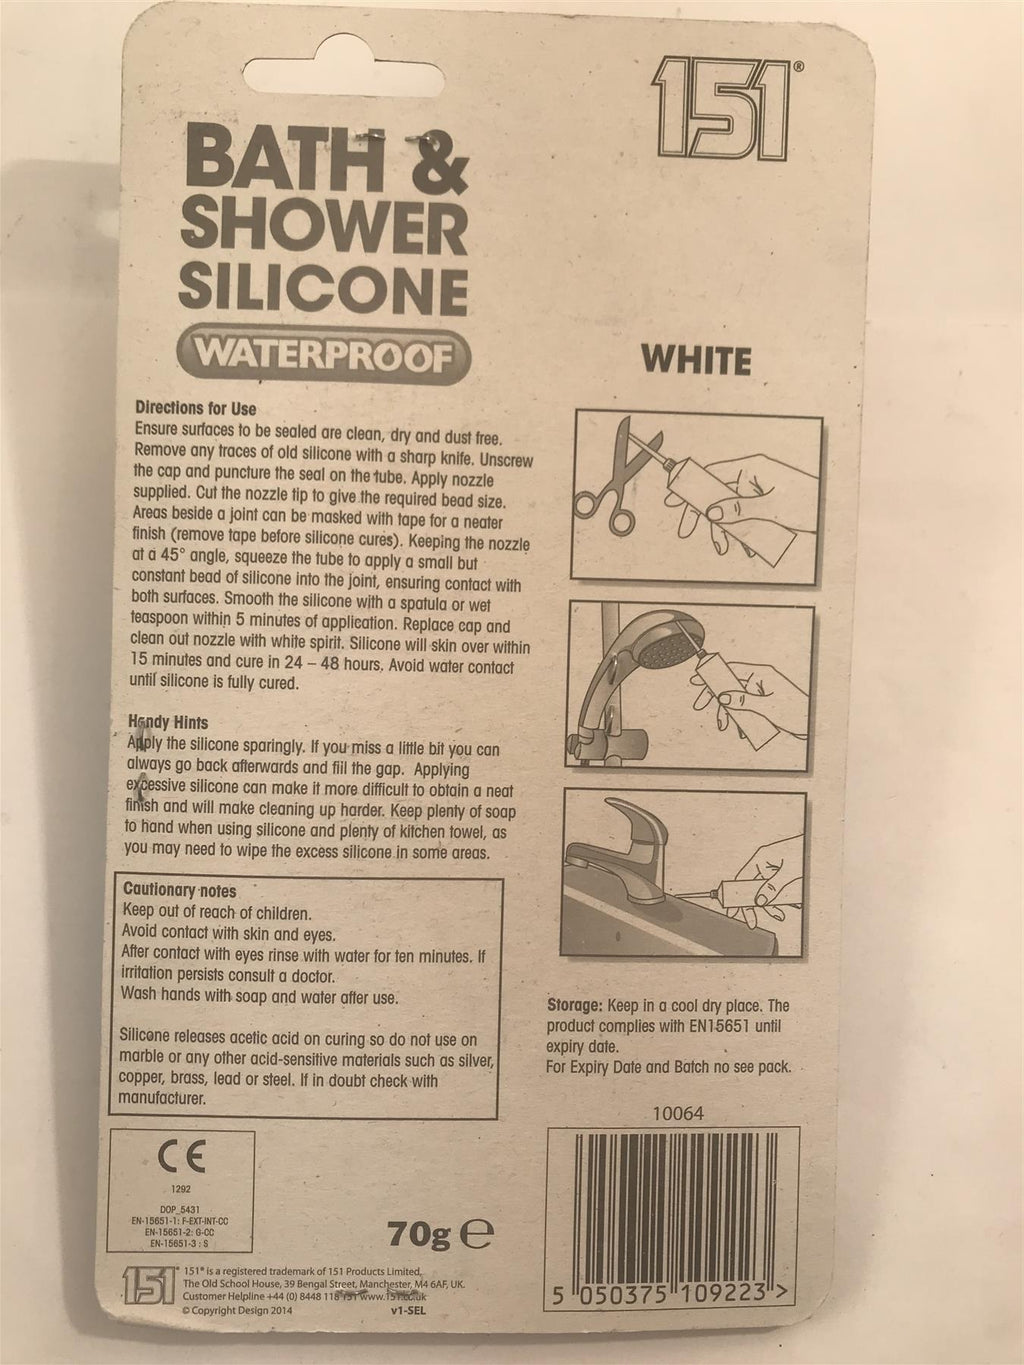 151®
BATH &
SHOWER
SILICONE
WATERPROOF
WHITE
Directions for Use
Ensure surfaces to be sealed are clean, dry and dust free.
Remove any traces of old silicone with a sharp knife. Unscrew
the cap and puncture the seal on the tube. Apply nozzle
supplied. Cut the nozzle tip to give the required bead size.
Areas beside a joint can be masked with tape for a neater
finish (remove tape before silicone cures). Keeping the nozzle
at a 45° angle, squeeze the tube to apply a small but
constant bead of silicone into the joint, ensuring contact with
both surfaces. Smooth the silicone with a spatula or wet
teaspoon within 5 minutes of application. Replace cap and
clean out nozzle with white spirit. Silicone will skin over within
15 minutes and cure in 24 – 48 hours. Avoid water contact
until silicone is fully cured.
Handy Hints
Apply the silicone sparingly. If you miss a little bit you can
always go back afterwards and fiil the gap. Applying
excessive silicone can make it more difficult to obtain a neat
finish and will make cleaning up harder. Keep plenty of soap
to hand when using silicone and plenty of kitchen towel, as
you may need to wipe the excess silicone in some areas.
Cautionary notes
Keep out of reach of children.
Avoid contact with skin and eyes.
After contact with eyes rinse with water for ten minutes. If
irritation persists consult a doctor.
Wash hands with soap and water after use.
Silicone releases acetic acid on curing so do not use on
marble or any other acid-sensitive materials such as silver,
copper, brass, lead or steel. If in doubt check with
manufacturer.
Storage: Keep in a cool dry place. The
product complies with EN15651 until
expiry date.
For Expiry Date and Batch no see pack.
10064
5 050375 109223 >
CE
1292
DOP_5431
EN-15651-1: F-EXT-INT-CC
EN-15651-2: G-CC
EN-15651-3 : S
70g e
151®
151® is a registered trademark of 151 Products Limited,
The Old School House, 39 Bengal Street, Manchester, M4 6AF, UK.
Customer Helpline +44 (0) 8448 118 151 www.151.co.uk
© Copyright Design 2014
v1-SEL